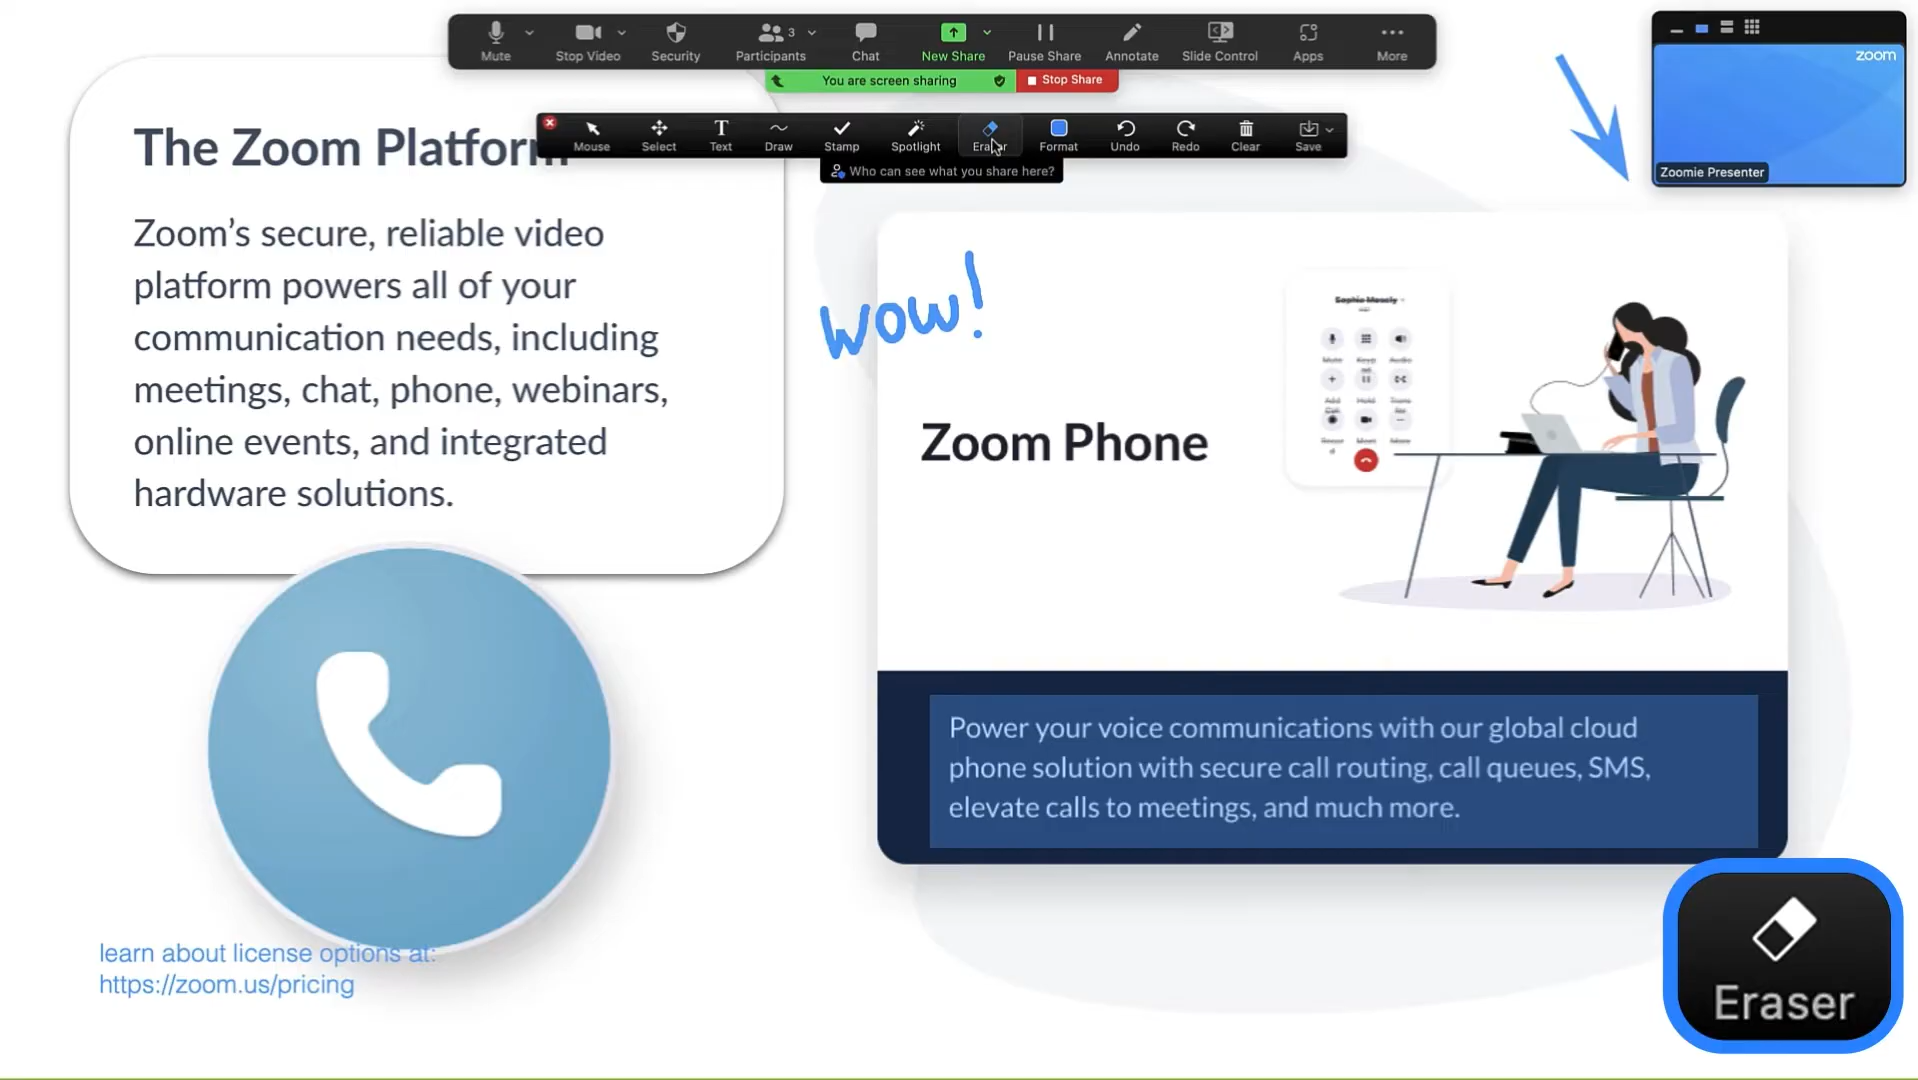 Mute
Stop Video
Security
3
Participants
Chat
New Share
Pause Share
Annotate
Slide Control
Apps
More
You are screen sharing
Stop Share
Mouse
Select
Text
Draw
Stamp
Spotlight
Format
Undo
Redo
Clear
Save
Who can see what you share here?
zoom
Zoomie Presenter
The Zoom Platform
Zoom's secure, reliable video
platform powers all of your
communication needs, including
meetings, chat, phone, webinars,
online events, and integrated
hardware solutions.
wow!
Zoom Phone
Mute
Audio
Power your voice communications with our global cloud
phone solution with secure call routing, call queues, SMS,
elevate calls to meetings, and much more.
learn about license options at:
https://zoom.us/pricing
Eraser